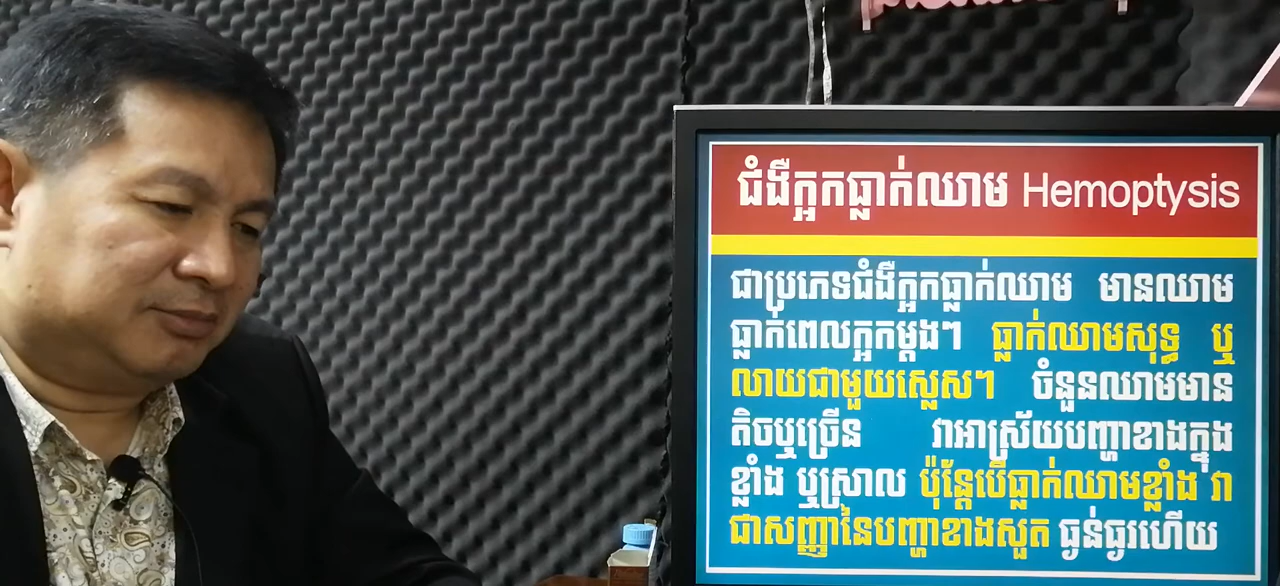 ជំងឺក្អកធ្លាក់ឈាម Hemoptysis
ជាប្រភេទជំងឺក្អកធ្លាក់ឈាម មានឈាម
ធ្លាក់ពេលក្អកម្តងៗ ធ្លាក់ឈាមសុទ្ធ ឬ
លាយជាមួយស្លេសៗ ចំនួនឈាមមាន
តិចឬច្រើន វាអាស្រ័យបញ្ហាខាងក្នុង
ខ្លាំង ឬស្រាល ប៉ុន្តែបើធ្លាក់ឈាមខ្លាំង វា
ជាសញ្ញានៃបញ្ហាខាងសួត ធ្ងន់ធ្ងរហើយ